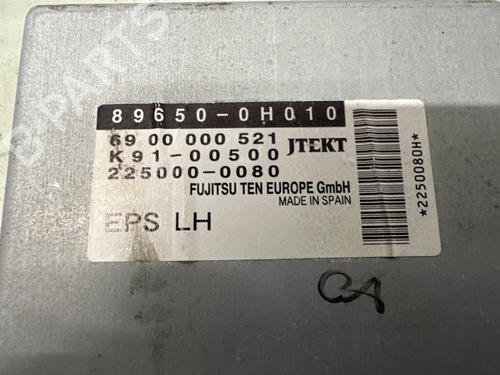 B-PARTS
89650-0H010
69 00 000 521
JTEKT
K91-00500
225000-0080
FUJITSU TEN EUROPE GmbH
MADE IN SPAIN
EPS LH
*2250080H*